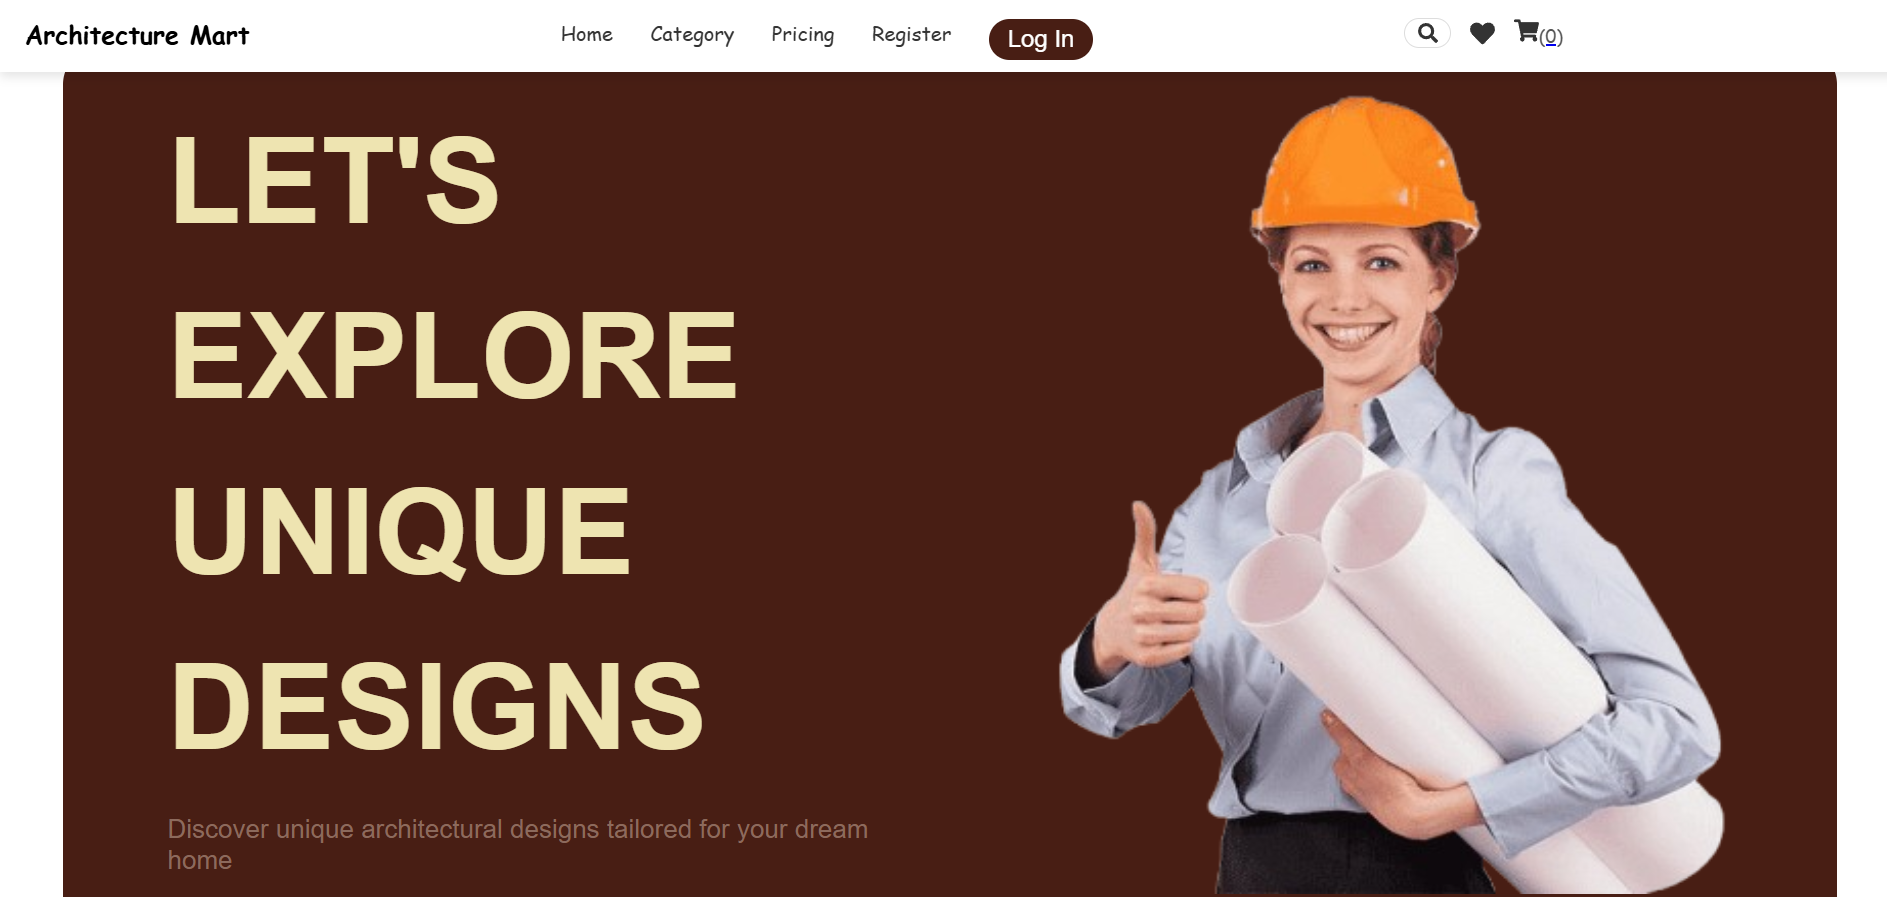 Architecture Mart
Home
Category
Pricing
Register
Log In
(0)
LET'S
EXPLORE
UNIQUE
DESIGNS
Discover unique architectural designs tailored for your dream
home